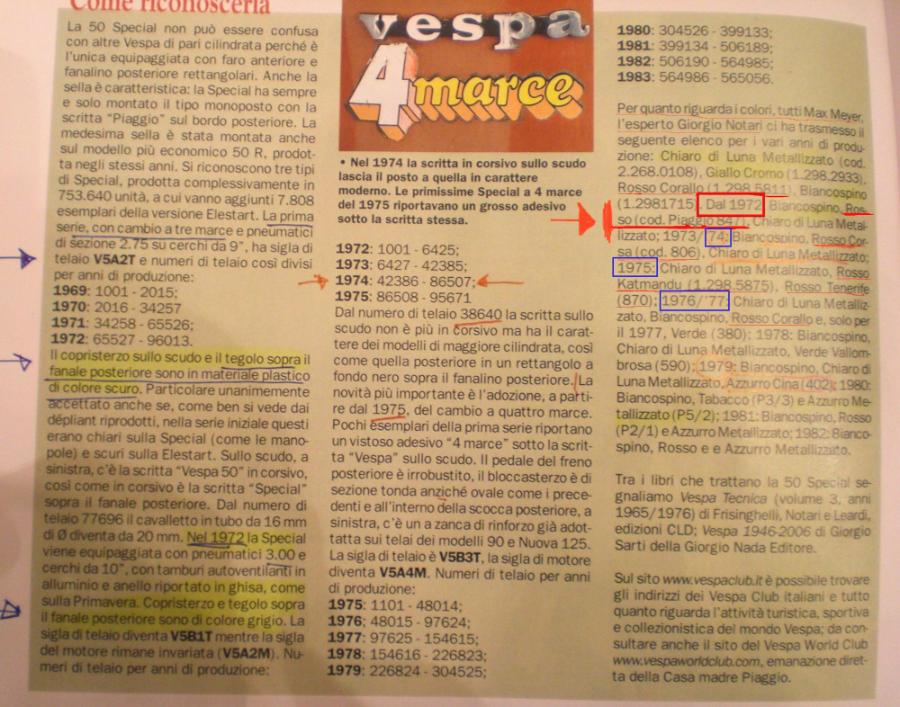 Come riconoscerla
La 50 Special non può essere confusa
con altre Vespa di pari cilindrata perché è
l'unica equipaggiata con faro anteriore e
fanalino posteriore rettangolari. Anche la
sella è caratteristica: la Special ha sempre
e solo montato il tipo monoposto con la
scritta "Piaggio" sul bordo posteriore. La
medesima sella è stata montata anche
sul modello più economico 50 R, prodot-
ta negli stessi anni. Si riconoscono tre tipi
di Special, prodotta complessivamente in
753.640 unità, a cui vanno aggiunti 7.808
esemplari della versione Elestart. La prima
serie, con cambio a tre marce e pneumatici
di sezione 2.75 su cerchi da 9", ha sigla di
telaio V5A2T e numeri di telaio così divisi
per anni di produzione:
1969: 1001 - 2015;
1970: 2016 - 34257
1971: 34258 - 65526;
1972: 65527 - 96013.
Il copristerzo sullo scudo e il tegolo sopra il
fanale posteriore sono in materiale plastico
di colore scuro. Particolare unanimemente
accettato anche se, come ben si vede dai
dépliant riprodotti, nella serie iniziale questi
erano chiari sulla Special (come le mano-
pole) e scuri sulla Elestart. Sullo scudo, a
sinistra, c'è la scritta "Vespa 50" in corsivo,
così come in corsivo è la scritta "Special"
sopra il fanale posteriore. Dal numero di
telaio 77696 il cavalletto in tubo da 16 mm
di Ø diventa da 20 mm. Nel 1972 la Special
viene equipaggiata con pneumatici 3.00 e
cerchi da 10", con tamburi autoventilanti in
alluminio e anello riportato in ghisa, come
sulla Primavera. Copristerzo e tegolo sopra
il fanale posteriore sono di colore grigio. La
sigla di telaio diventa V5B1T mentre la sigla
del motore rimane invariata (V5A2M). Nu-
meri di telaio per anni di produzione:
vespa
4 marce
• Nel 1974 la scritta in corsivo sullo scudo
lascia il posto a quella in carattere
moderno. Le primissime Special a 4 marce
del 1975 riportavano un grosso adesivo
sotto la scritta stessa.
1972: 1001 - 6425;
1973: 6427 - 42385;
1974: 42386 - 86507;
1975: 86508 - 95671
Dal numero di telaio 38640 la scritta sullo
scudo non è più in corsivo ma ha il carat-
tere dei modelli di maggiore cilindrata, così
come quella posteriore in un rettangolo a
fondo nero sopra il fanalino posteriore. La
novità più importante è l'adozione, a parti-
re dal 1975, del cambio a quattro marce.
Pochi esemplari della prima serie riportano
un vistoso adesivo "4 marce" sotto la scrit-
ta "Vespa" sullo scudo. Il pedale del freno
posteriore è irrobustito, il bloccasterzo è di
sezione tonda anziché ovale come i prece-
denti e all'interno della scocca posteriore, a
sinistra, c'è un a zanca di rinforzo già adot-
tatta sui telai dei modelli 90 e Nuova 125.
La sigla di telaio è V5B3T, la sigla di motore
diventa V5A4M. Numeri di telaio per anni
di produzione:
1975: 1101 - 48014;
1976: 48015 - 97624;
1977: 97625 - 154615;
1978: 154616 - 226823;
1979: 226824 - 304525;
1980: 304526 - 399133;
1981: 399134 - 506189;
1982: 506190 - 564985;
1983: 564986 - 565056.
Per quanto riguarda i colori, tutti Max Meyer,
l'esperto Giorgio Notari ci ha trasmesso il
seguente elenco per i vari anni di produ-
zione: Chiaro di Luna Metallizzato (cod.
2.268.0108), Giallo Cromo (1.298.2933),
Rosso Corallo (1.298.5811), Biancospino
(1.2981715). Dal 1972: Biancospino, Ros-
so (cod. Piaggio 847), Chiaro di Luna Metal-
lizzato; 1973/'74: Biancospino, Rosso Cor-
sa (cod. 806), Chiaro di Luna Metallizzato;
1975: Chiaro di Luna Metallizzato, Rosso
Katmandu (1.298.5875), Rosso Tenerife
(870); 1976/'77: Chiaro di Luna Metalliz-
zato, Biancospino, Rosso Corallo e, solo per
il 1977, Verde (380); 1978: Biancospino,
Chiaro di Luna Metallizzato, Verde Vallom-
brosa (590); 1979: Biancospino, Chiaro di
Luna Metallizzato, Azzurro Cina (402); 1980:
Biancospino, Tabacco (P3/3) e Azzurro Me-
tallizzato (P5/2); 1981: Biancospino, Rosso
(P2/1) e Azzurro Metallizzato; 1982: Bianco-
spino, Rosso e e Azzurro Metallizzato.
Tra i libri che trattano la 50 Special se-
gnaliamo Vespa Tecnica (volume 3, anni
1965/1976) di Frisinghelli, Notari e Leardi,
edizioni CLD; Vespa 1946-2006 di Giorgio
Sarti della Giorgio Nada Editore.
Sul sito www.vespaclub.it è possibile trovare
gli indirizzi dei Vespa Club italiani e tutto
quanto riguarda l'attività turistica, sportiva
e collezionistica del mondo Vespa; da con-
sultare anche il sito del Vespa World Club
www.vespaworldclub.com, emanazione diret-
ta della Casa madre Piaggio.